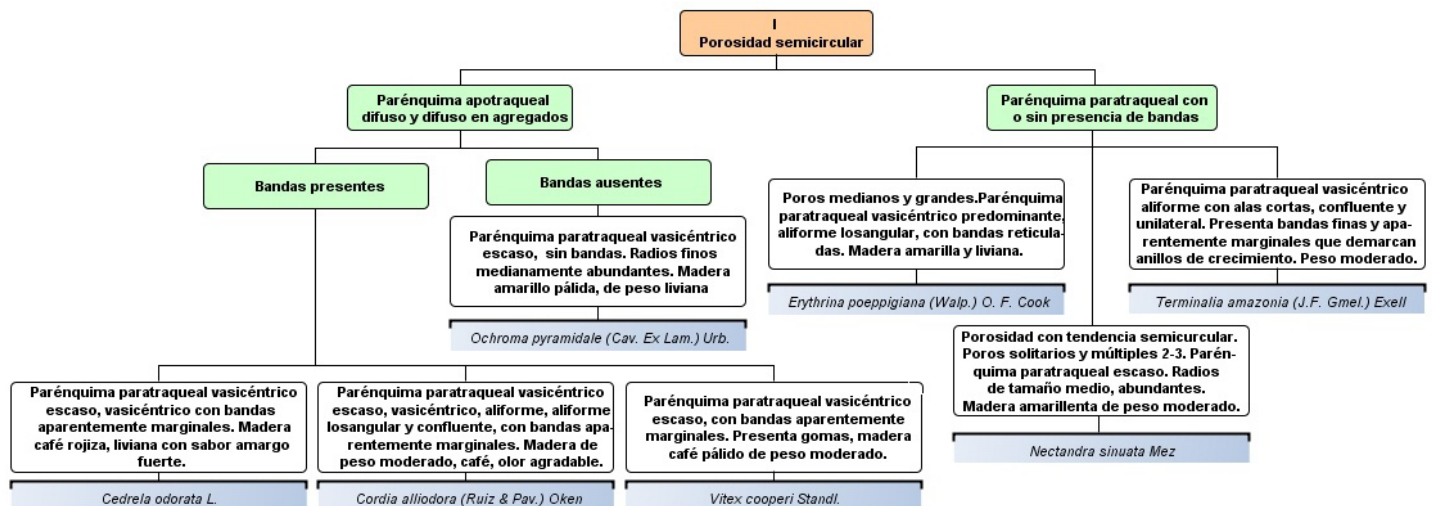 I
Porosidad semicircular
Parénquima apotraqueal
difuso y difuso en agregados
Parénquima paratraqueal con
o sin presencia de bandas
Bandas presentes
Bandas ausentes
Parénquima paratraqueal vasicéntrico
escaso, sin bandas. Radios finos
medianamente abundantes. Madera
amarillo pálida, de peso liviana
Ochroma pyramidale (Cav. Ex Lam.) Urb.
Poros medianos y grandes.Parénquima
paratraqueal vasicéntrico predominante,
aliforme losangular, con bandas reticula-
das. Madera amarilla y liviana.
Erythrina poeppigiana (Walp.) O. F. Cook
Parénquima paratraqueal vasicéntrico
aliforme con alas cortas, confluente y
unilateral. Presenta bandas finas y apa-
rentemente marginales que demarcan
anillos de crecimiento. Peso moderado.
Terminalia amazonia (J.F. Gmel.) Exell
Porosidad con tendencia semicurcular.
Poros solitarios y múltiples 2-3. Parén-
quima paratraqueal escaso. Radios
de tamaño medio, abundantes.
Madera amarillenta de peso moderado.
Nectandra sinuata Mez
Parénquima paratraqueal vasicéntrico
escaso, vasicéntrico con bandas
aparentemente marginales. Madera
café rojiza, liviana con sabor amargo
fuerte.
Cedrela odorata L.
Parénquima paratraqueal vasicéntrico
escaso, vasicéntrico, aliforme, aliforme
losangular y confluente, con bandas apa-
rentemente marginales. Madera de
peso moderado, café, olor agradable.
Cordia alliodora (Ruiz & Pav.) Oken
Parénquima paratraqueal vasicéntrico
escaso, con bandas aparentemente
marginales. Presenta gomas, madera
café pálido de peso moderado.
Vitex cooperi Standl.